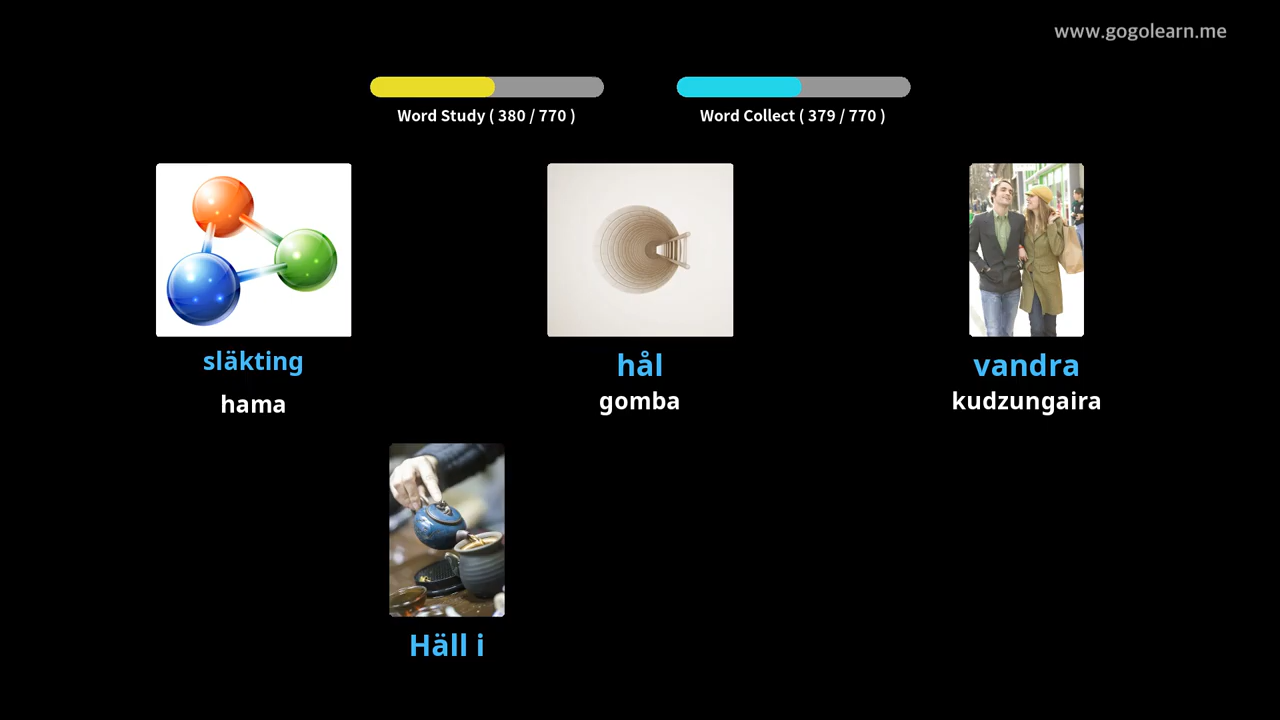 www.gogolearn.me
Word Study ( 380 / 770 )
Word Collect ( 379 / 770 )
släkting
hama
hål
gomba
vandra
kudzungaira
Häll i